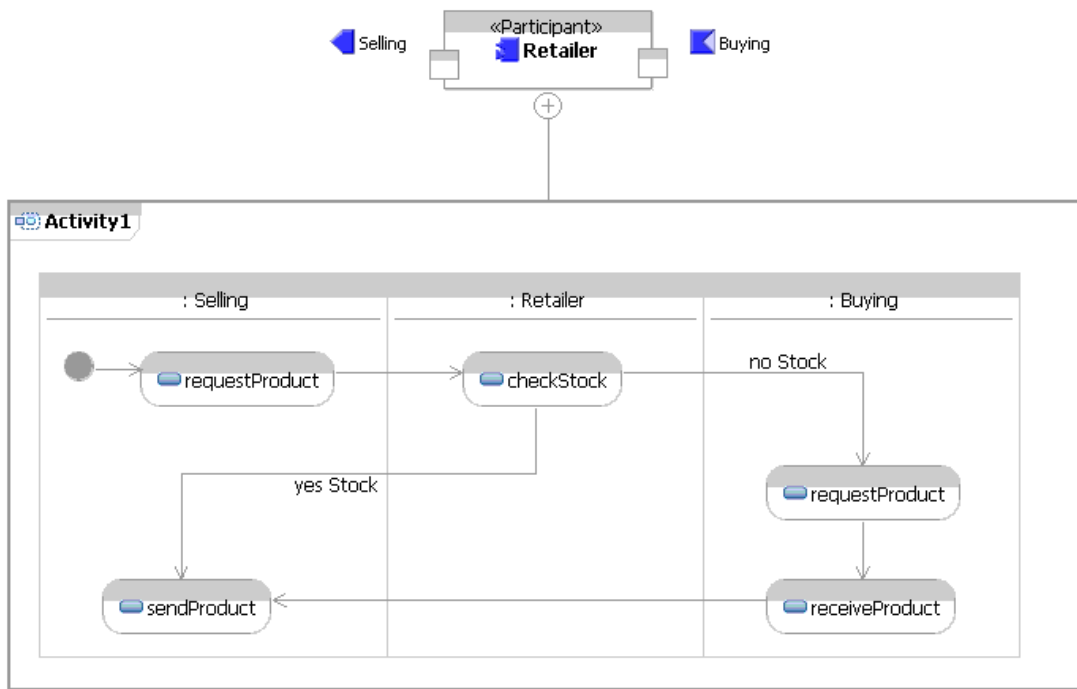 «Participant»
Selling
Retailer
Buying
Activity1
: Selling
: Retailer
: Buying
requestProduct
checkStock
no Stock
yes Stock
requestProduct
sendProduct
receiveProduct